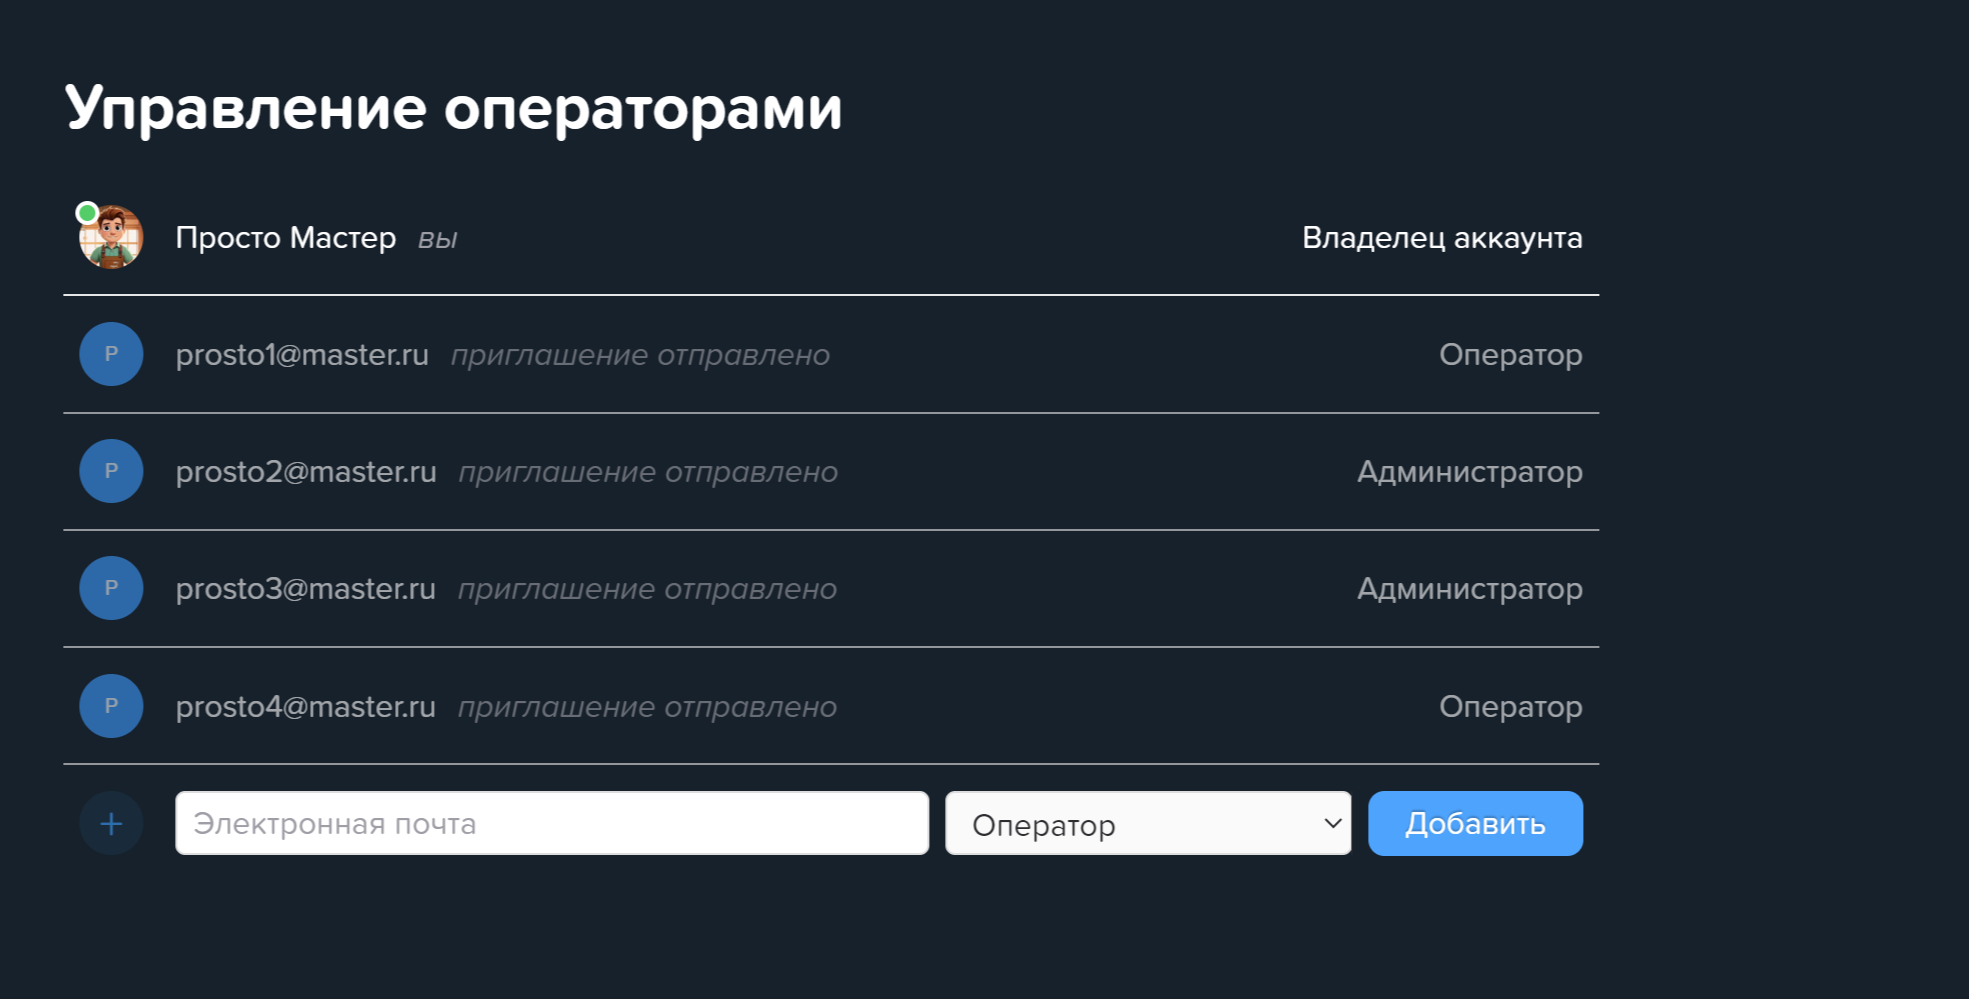 Управление операторами
Просто Мастер вы Владелец аккаунта
P prosto1@master.ru приглашение отправлено Оператор
P prosto2@master.ru приглашение отправлено Администратор
P prosto3@master.ru приглашение отправлено Администратор
P prosto4@master.ru приглашение отправлено Оператор
+ Электронная почта Оператор Добавить